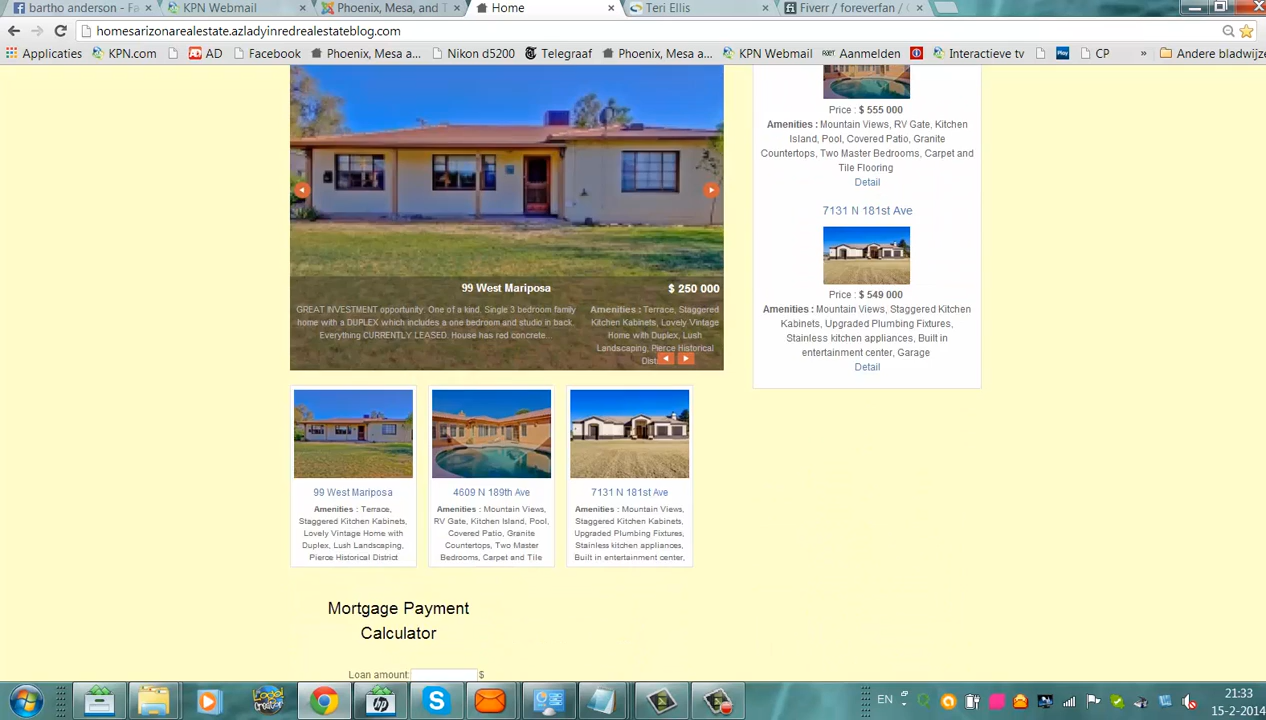 bartho anderson - Fa
KPN Webmail
Phoenix, Mesa, and T
Home
Teri Ellis
Fiverr / foreverfan /
homesarizonarealestate.azladyinredrealestateblog.com
Applicaties
KPN.com
AD
Facebook
Phoenix, Mesa a...
Nikon d5200
Telegraaf
Phoenix, Mesa a...
KPN Webmail
Aanmelden
Interactieve tv
Play
CP
»
Andere bladwijze
Price : $ 555 000
Amenities : Mountain Views, RV Gate, Kitchen
Island, Pool, Covered Patio, Granite
Countertops, Two Master Bedrooms, Carpet and
Tile Flooring
Detail
7131 N 181st Ave
Price : $ 549 000
Amenities : Mountain Views, Staggered Kitchen
Kabinets, Upgraded Plumbing Fixtures,
Stainless kitchen appliances, Built in
entertainment center, Garage
Detail
99 West Mariposa
$ 250 000
GREAT INVESTMENT opportunity: One of a kind. Single 3 bedroom family
home with a DUPLEX which includes a one bedroom and studio in back.
Everything CURRENTLY LEASED. House has red concrete...
Amenities : Terrace, Staggered
Kitchen Kabinets, Lovely Vintage
Home with Duplex, Lush
Landscaping, Pierce Historical
Dist
99 West Mariposa
Amenities : Terrace,
Staggered Kitchen Kabinets,
Lovely Vintage Home with
Duplex, Lush Landscaping,
Pierce Historical District
4609 N 189th Ave
Amenities : Mountain Views,
RV Gate, Kitchen Island, Pool,
Covered Patio, Granite
Countertops, Two Master
Bedrooms, Carpet and Tile
7131 N 181st Ave
Amenities : Mountain Views,
Staggered Kitchen Kabinets,
Upgraded Plumbing Fixtures,
Stainless kitchen appliances,
Built in entertainment center,
Mortgage Payment
Calculator
Loan amount:
$
EN
21:33
15-2-2014